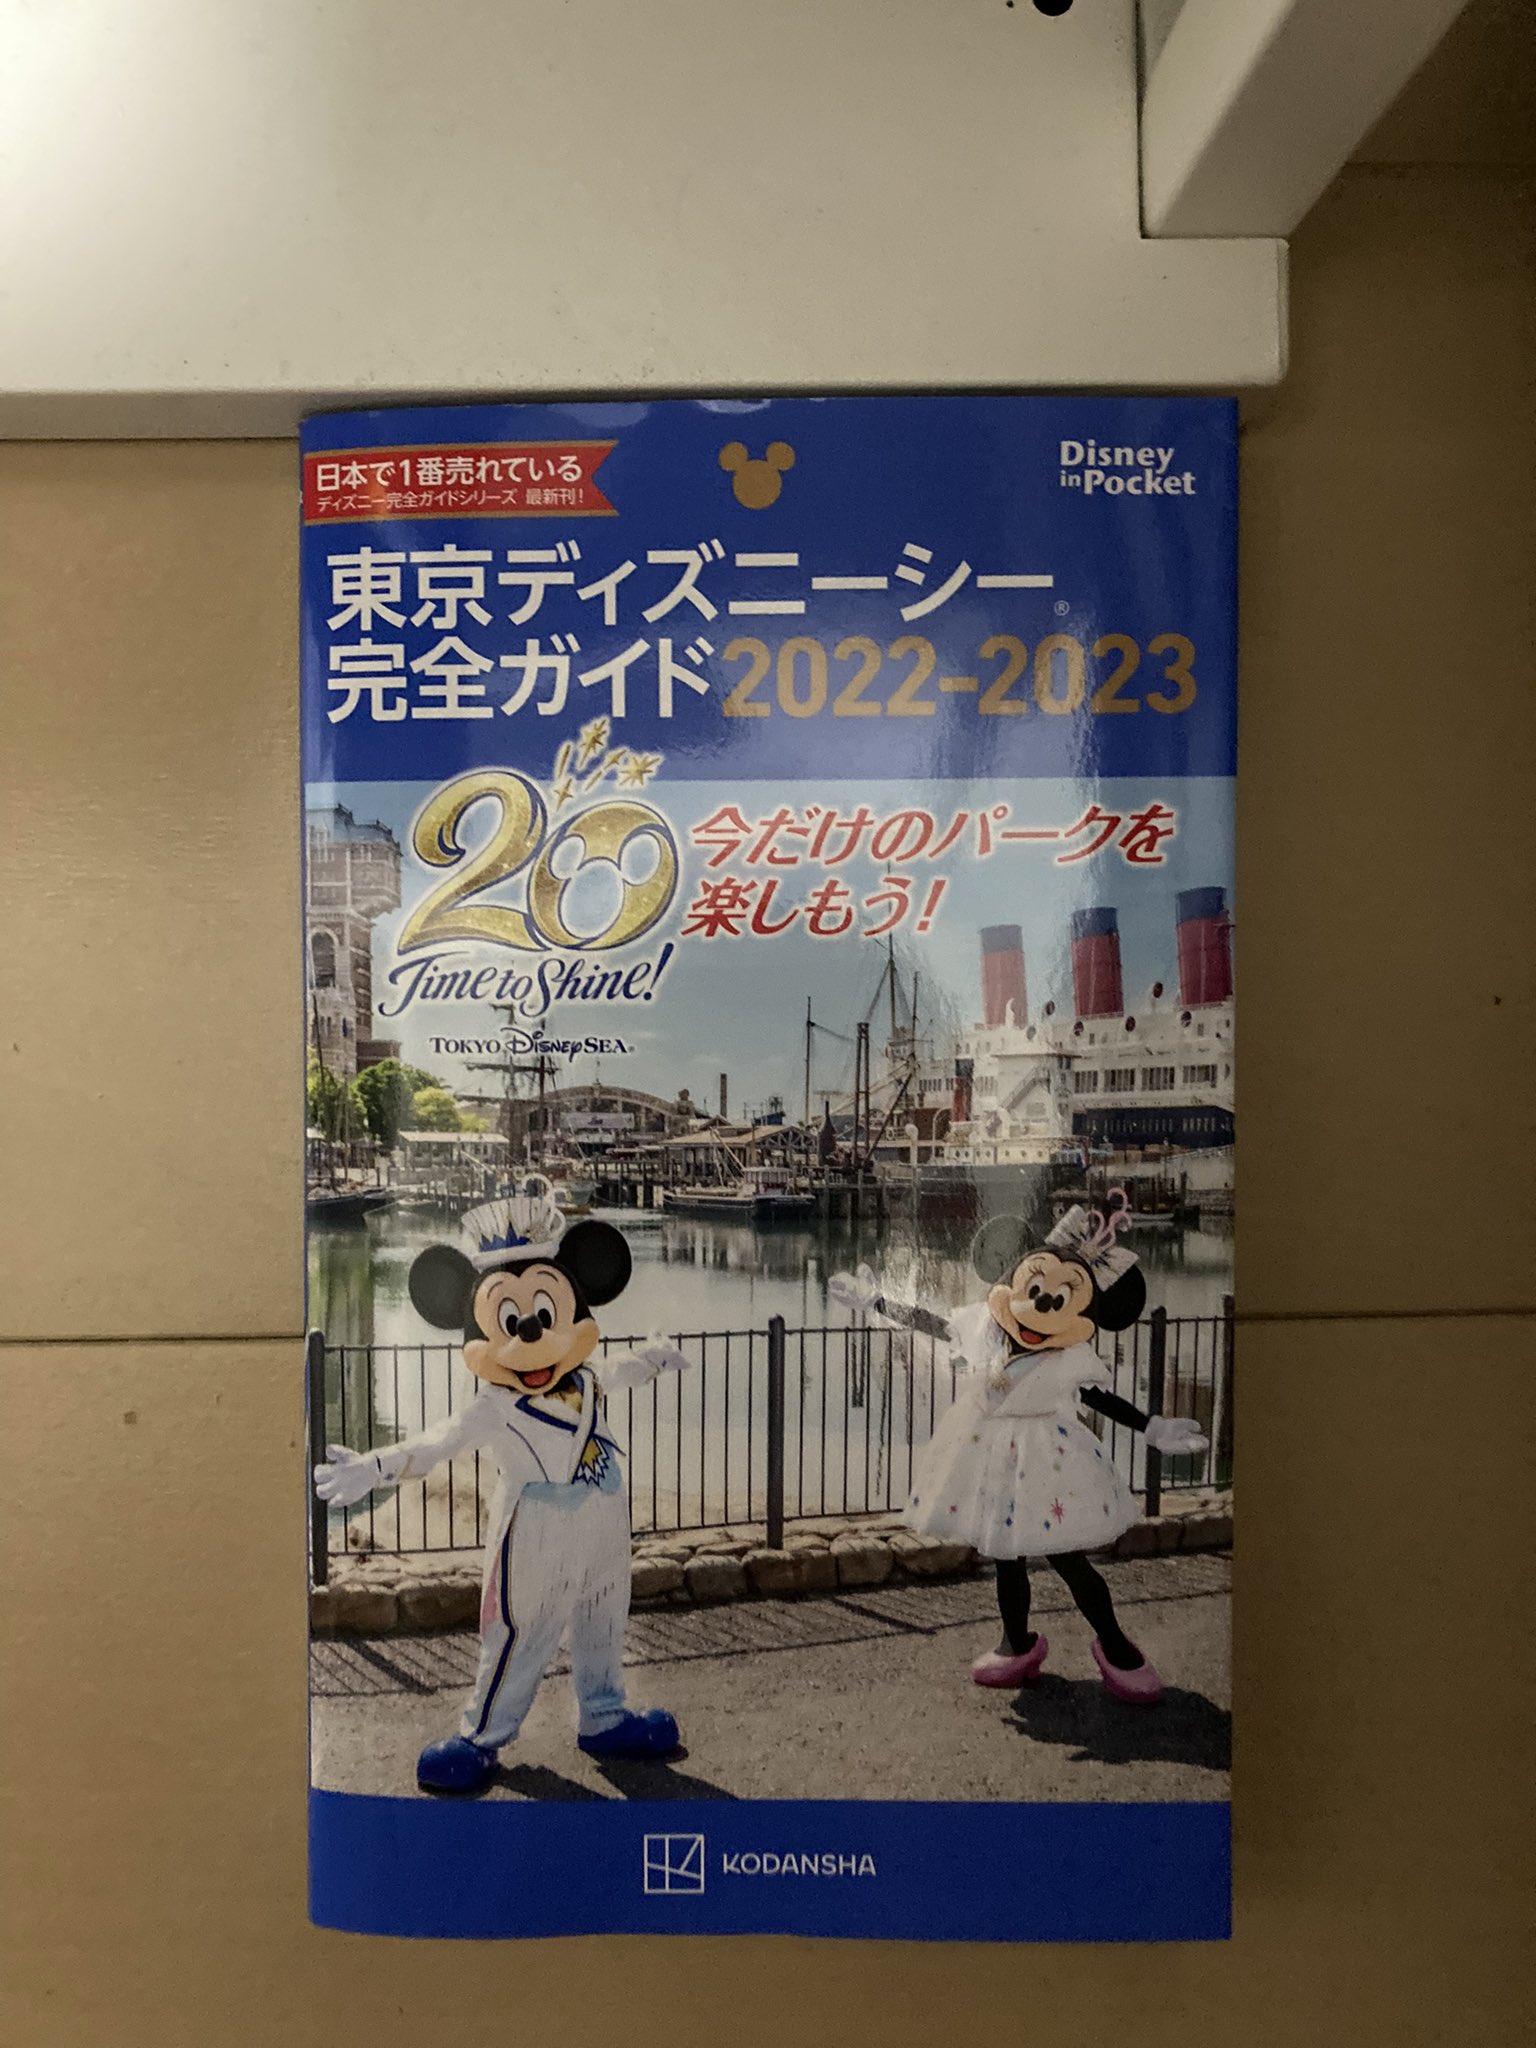 日本で1番売れている
ディズニー完全ガイドシリーズ 最新刊!
Disney
in Pocket
東京ディズニーシー®
完全ガイド2022-2023
20
今だけのパークを
楽しもう!
Time to Shine!
TOKYO DISNEYSEA®
KODANSHA